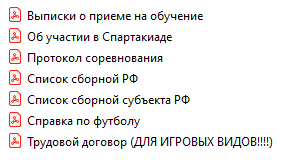 Выписки о приеме на обучение
Об участии в Спартакиаде
Протокол соревнования
Список сборной РФ
Список сборной субъекта РФ
Справка по футболу
Трудовой договор (ДЛЯ ИГРОВЫХ ВИДОВ!!!!)